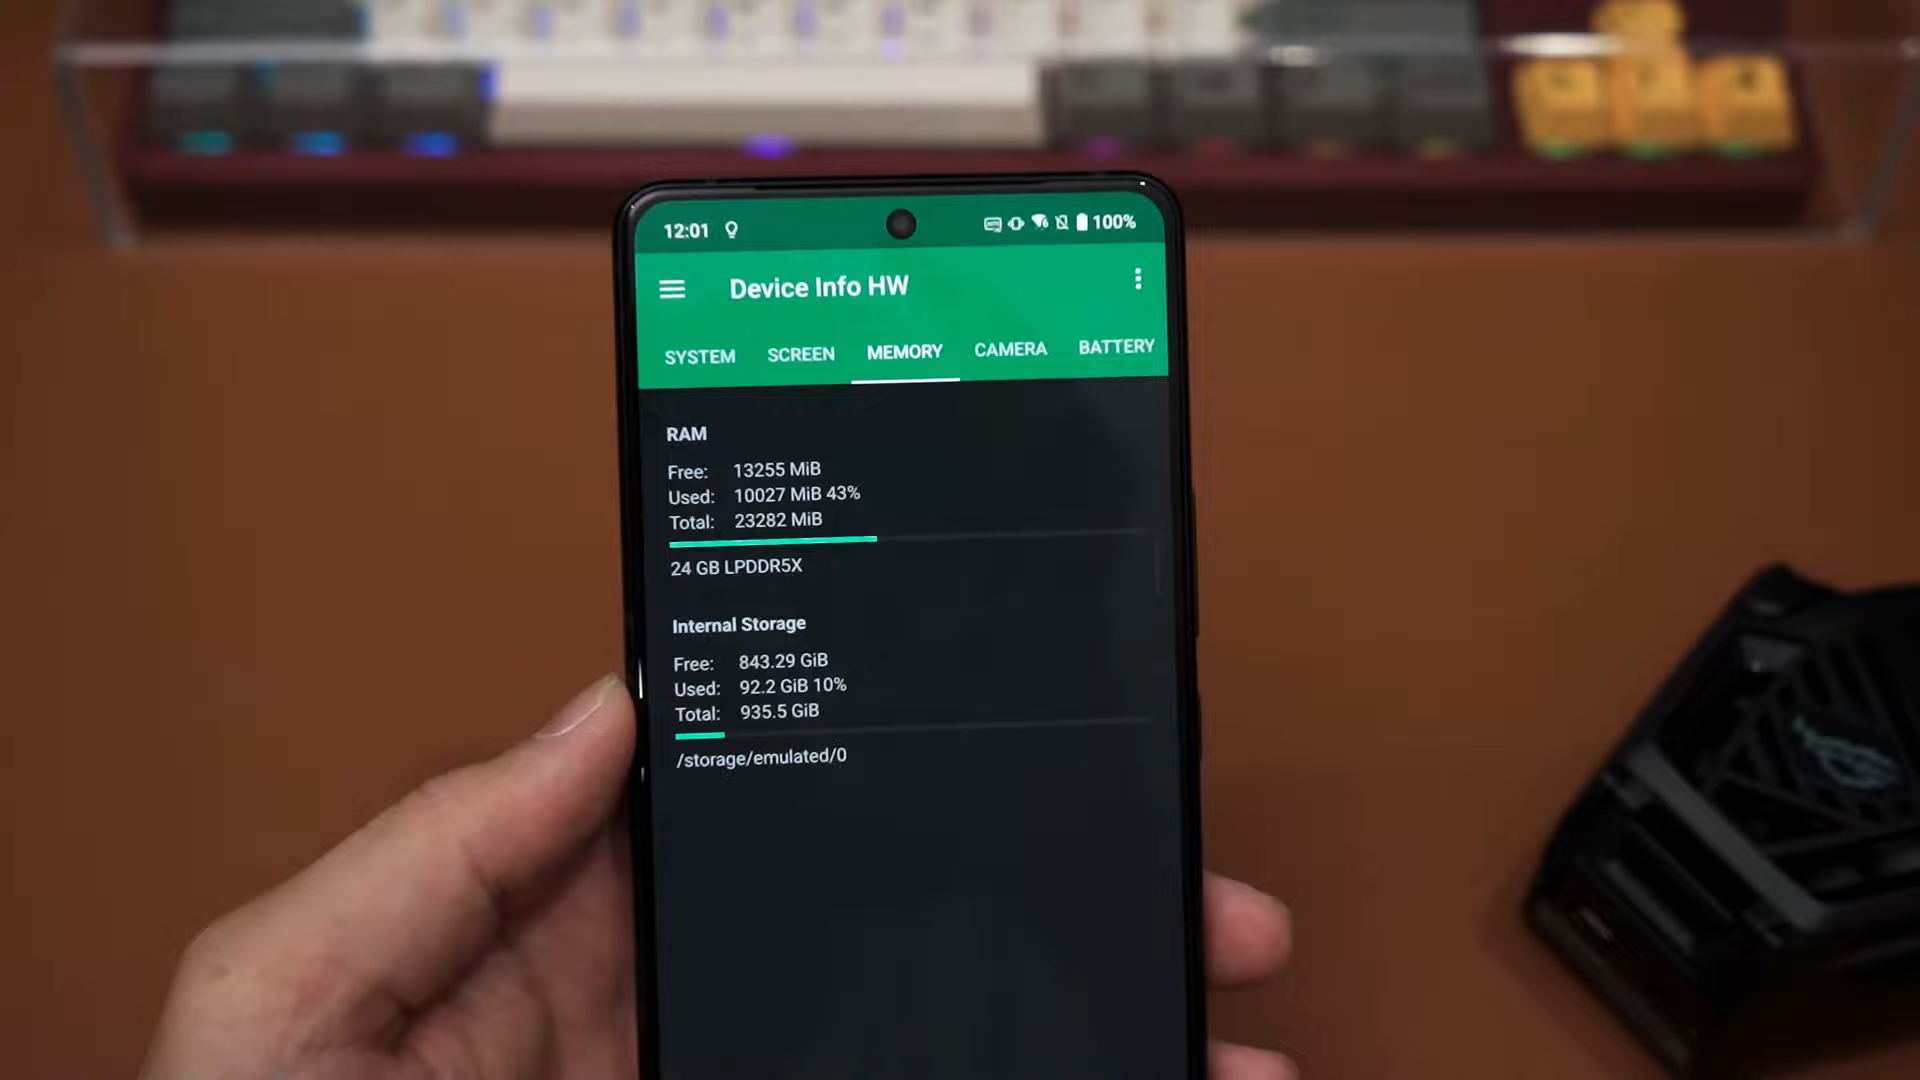 12:01 100%
Device Info HW
SYSTEM SCREEN MEMORY CAMERA BATTERY
RAM
Free: 13255 MiB
Used: 10027 MiB 43%
Total: 23282 MiB
24 GB LPDDR5X
Internal Storage
Free: 843.29 GiB
Used: 92.2 GiB 10%
Total: 935.5 GiB
/storage/emulated/0